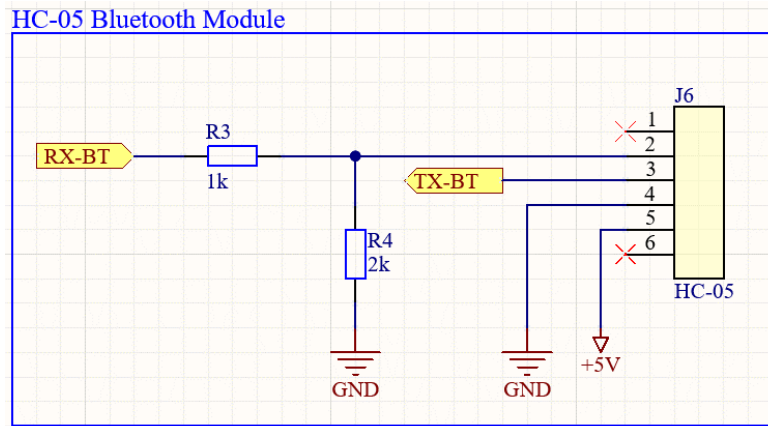 HC-05 Bluetooth Module
J6
R3
1
RX-BT
2
1k
TX-BT
3
4
5
R4
2k
6
HC-05
+5V
GND
GND